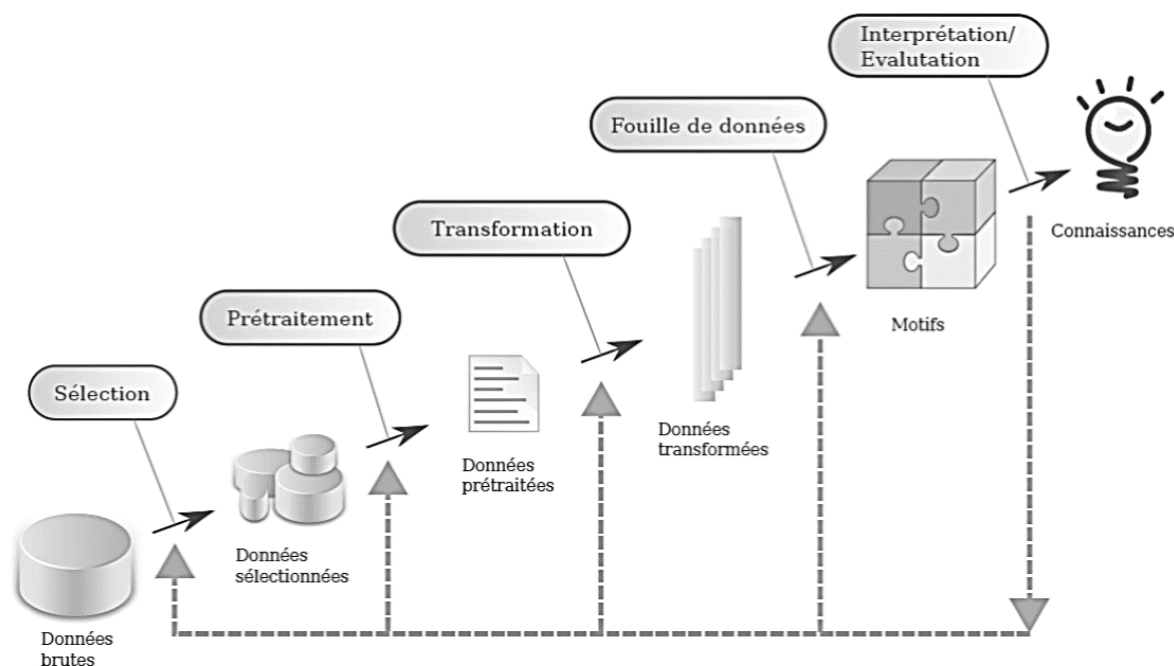 Interprétation/
Evalutation
Fouille de données
Transformation
Prétraitement
Sélection
Connaissances
Motifs
Données
transformées
Données
prétraitées
Données
sélectionnées
Données
brutes